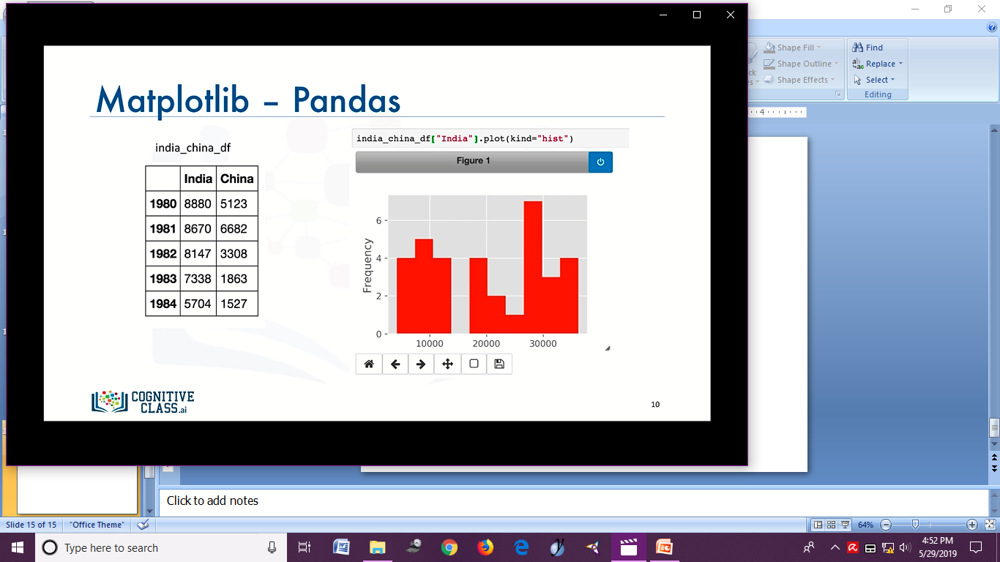 Shape Fill
Shape Outline
Shape Effects
Find
Replace
Select
Editing
4
Matplotlib – Pandas
india_china_df
India China
1980 8880 5123
1981 8670 6682
1982 8147 3308
1983 7338 1863
1984 5704 1527
india_china_df["India"].plot(kind="hist")
Figure 1
Frequency
6
4
2
0
10000 20000 30000
COGNITIVE
CLASS.ai
10
Click to add notes
Slide 15 of 15 "Office Theme" 64%
Type here to search
4:52 PM
5/29/2019